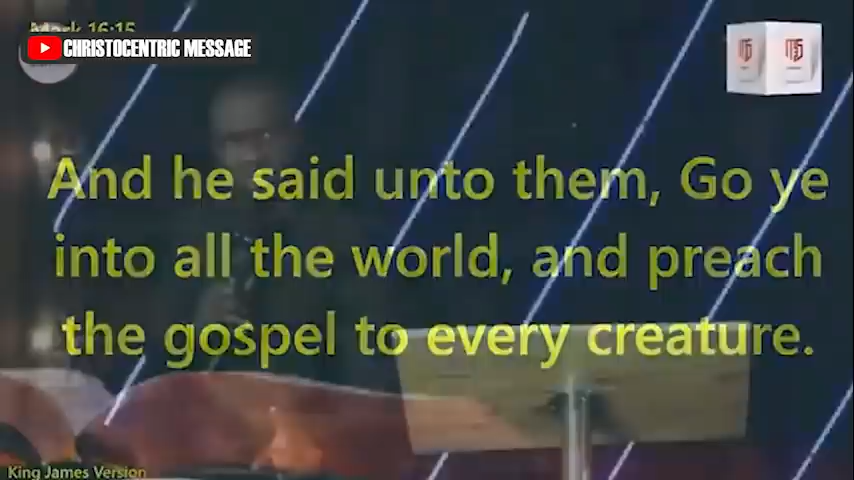 Mark 16:15
CHRISTOCENTRIC MESSAGE
And he said unto them, Go ye
into all the world, and preach
the gospel to every creature.
King James Version